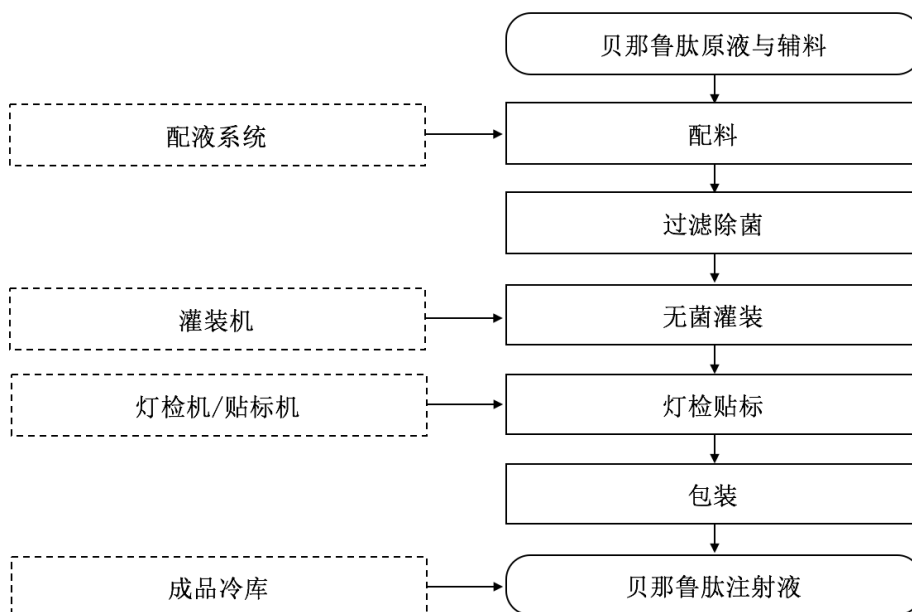 贝那鲁肽原液与辅料
配液系统
配料
过滤除菌
灌装机
无菌灌装
灯检机/贴标机
灯检贴标
包装
成品冷库
贝那鲁肽注射液